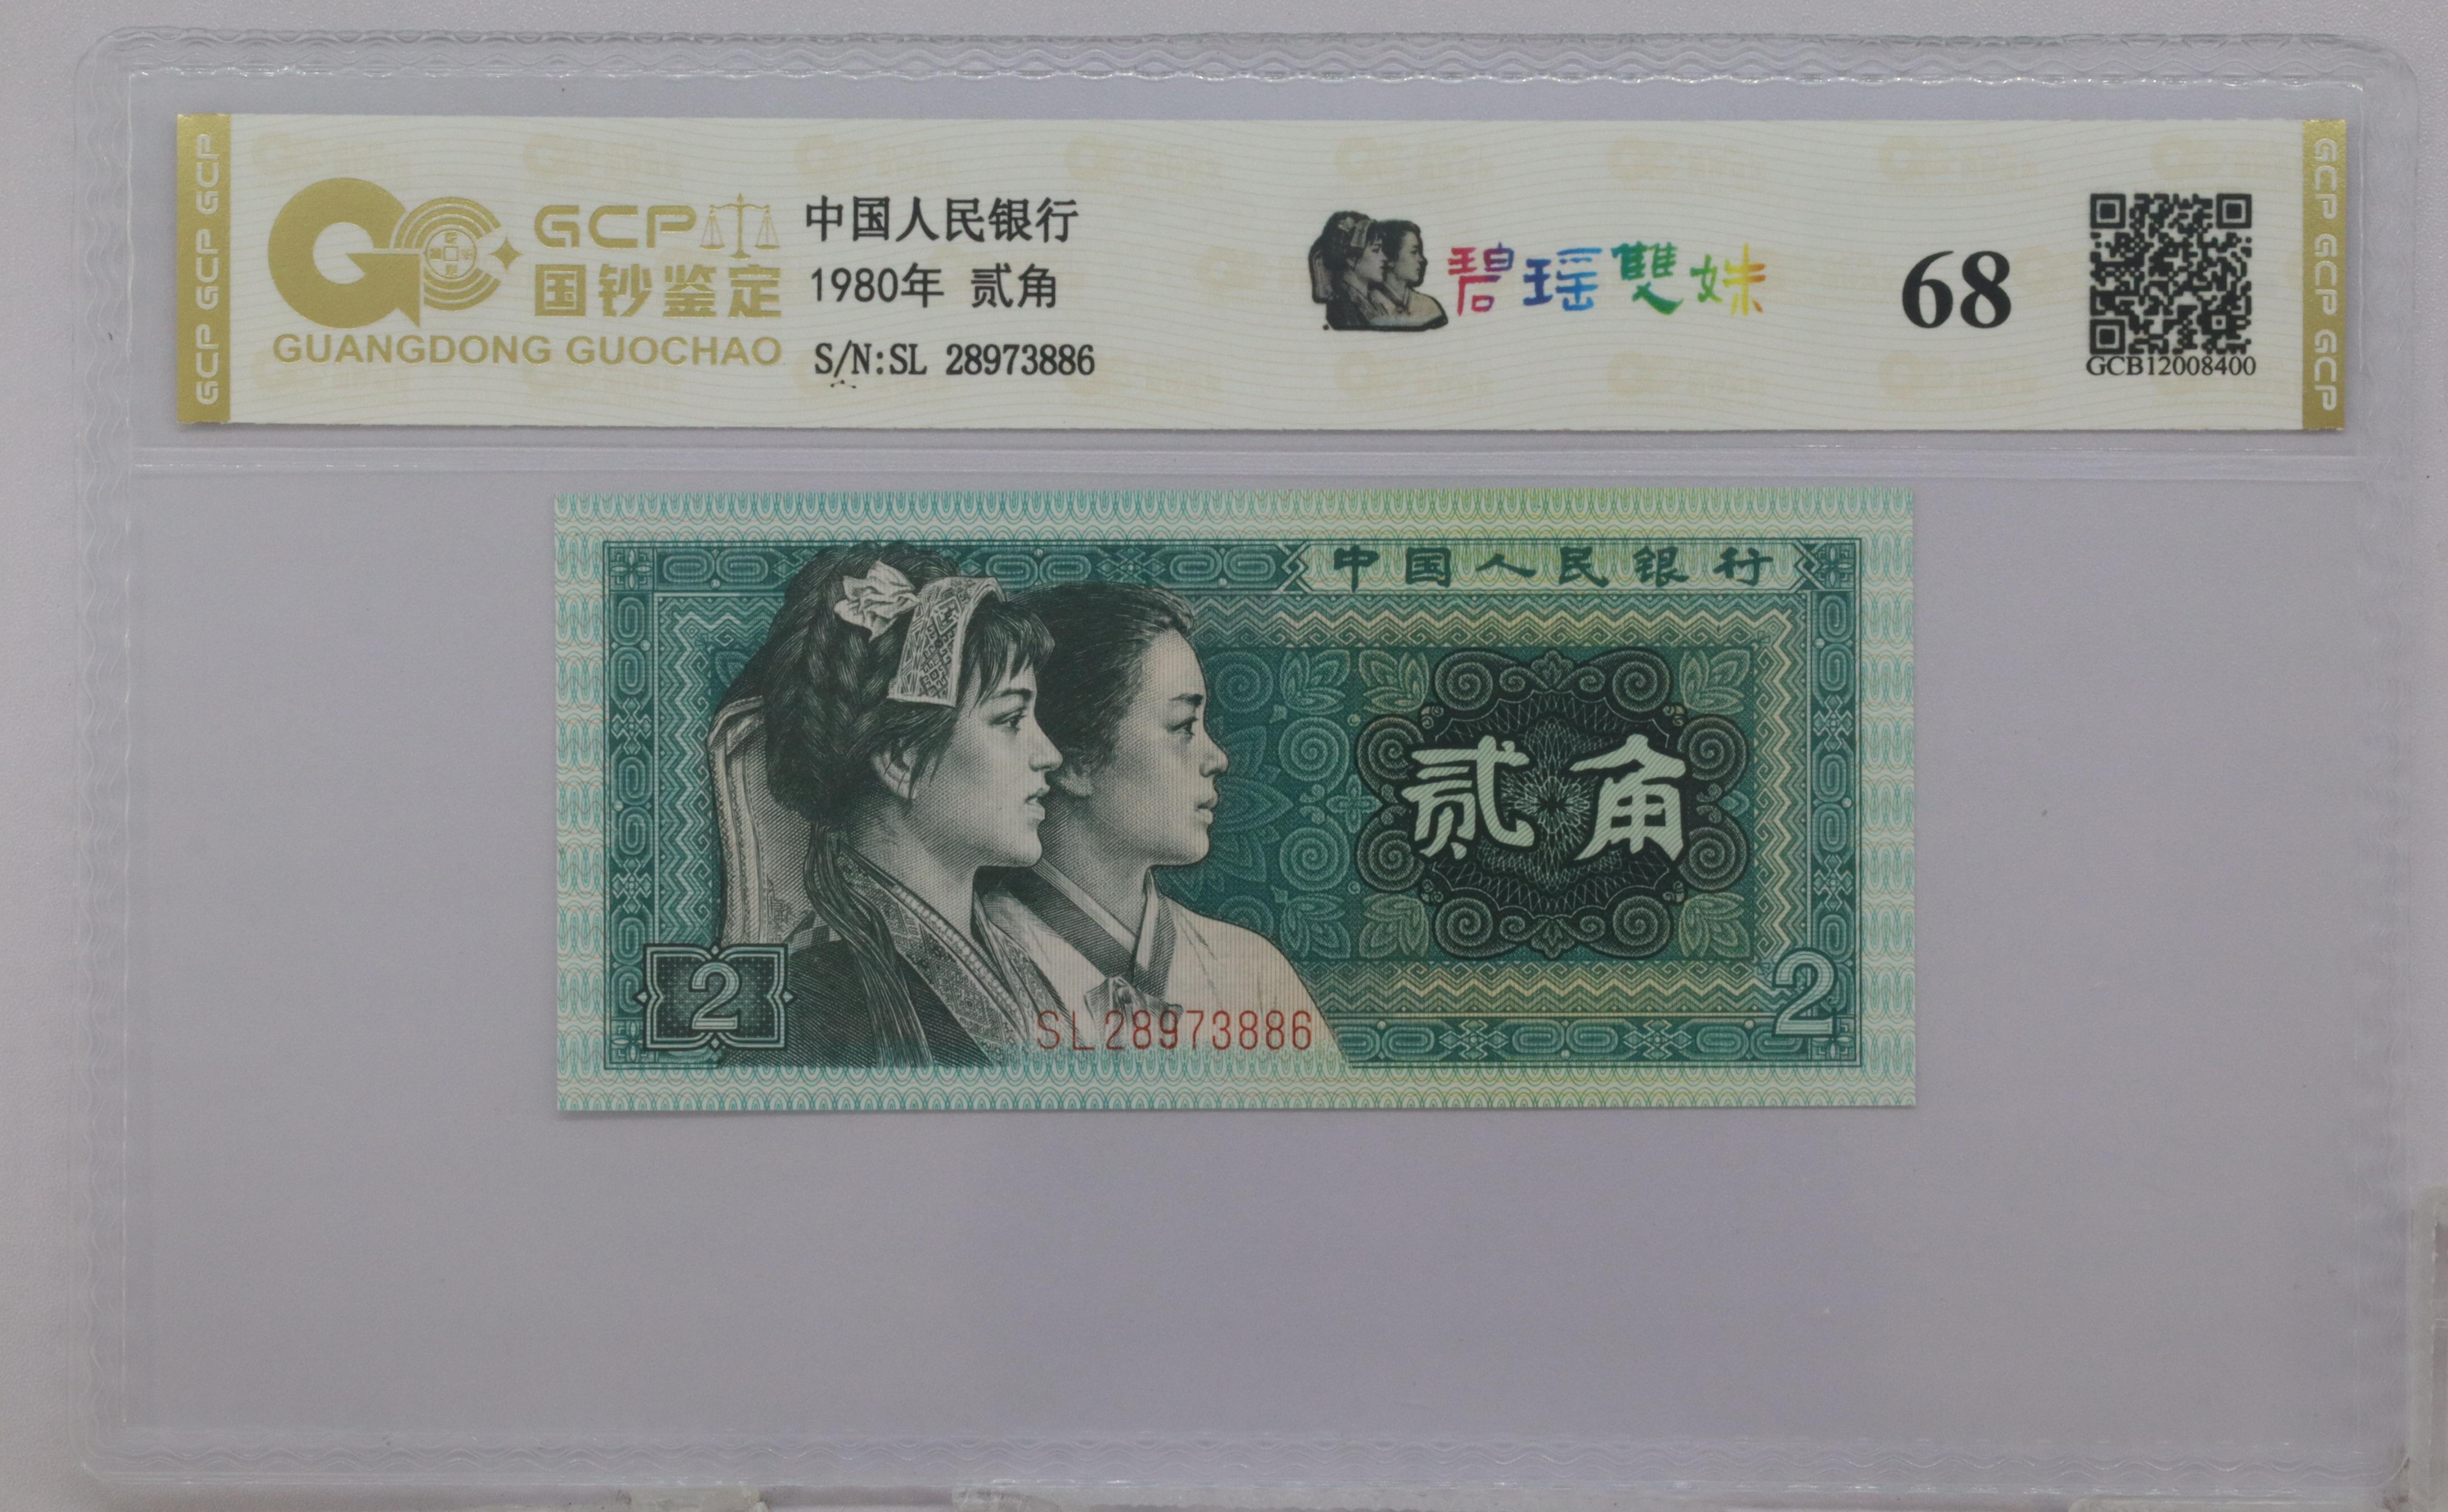 GCP GCP GCP
GCP
国钞鉴定
GUANGDONG GUOCHAO
中国人民银行
1980年 贰角
S/N:SL 28973886
碧瑶雙妹
68
GCB12008400
GCP GCP GCP
中国人民银行
贰角
2
2
SL28973886